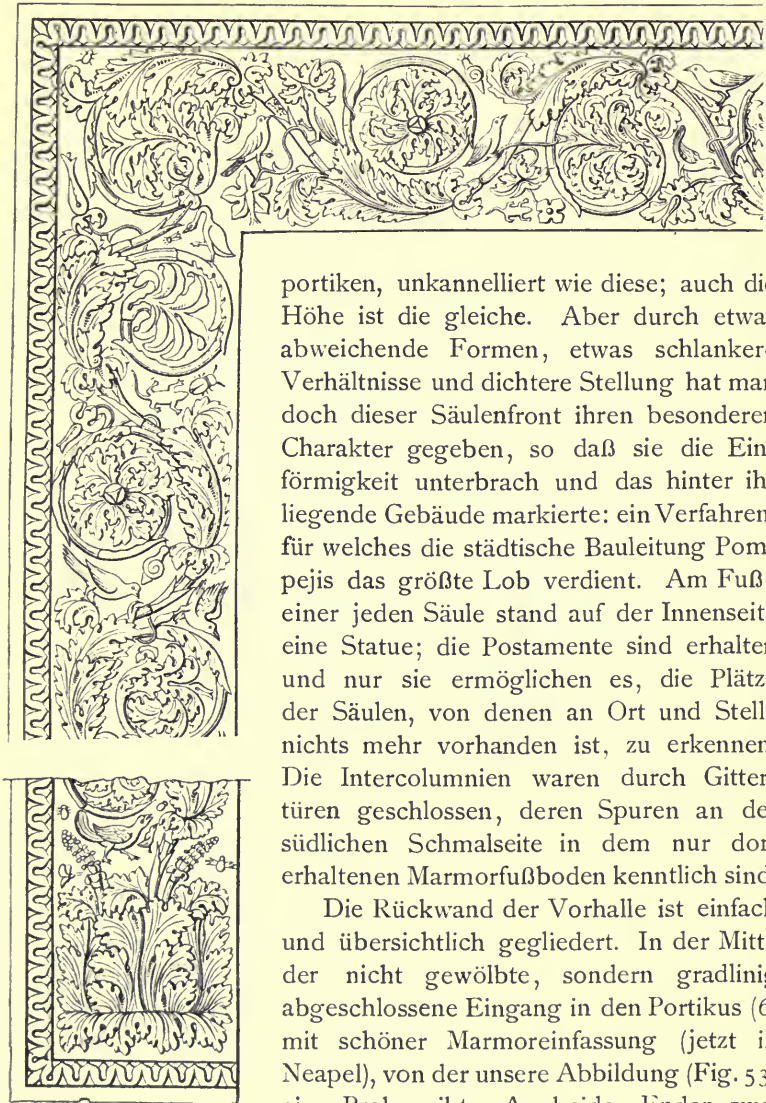 portiken, unkannelliert wie diese; auch di
Höhe ist die gleiche. Aber durch etwa
abweichende Formen, etwas schlanker
Verhältnisse und dichtere Stellung hat ma
doch dieser Säulenfront ihren besondere
Charakter gegeben, so daß sie die Ein
förmigkeit unterbrach und das hinter ih
liegende Gebäude markierte: ein Verfahren
für welches die städtische Bauleitung Pom
pejis das größte Lob verdient. Am Fuß
einer jeden Säule stand auf der Innenseit
eine Statue; die Postamente sind erhalte
und nur sie ermöglichen es, die Plätz
der Säulen, von denen an Ort und Stell
nichts mehr vorhanden ist, zu erkennen
Die Intercolumnien waren durch Gitter
türen geschlossen, deren Spuren an de
südlichen Schmalseite in dem nur dor
erhaltenen Marmorfußboden kenntlich sind
Die Rückwand der Vorhalle ist einfac
und übersichtlich gegliedert. In der Mitt
der nicht gewölbte, sondern gradlinig
abgeschlossene Eingang in den Portikus (6
mit schöner Marmoreinfassung (jetzt i
Neapel), von der unsere Abbildung (Fig. 53